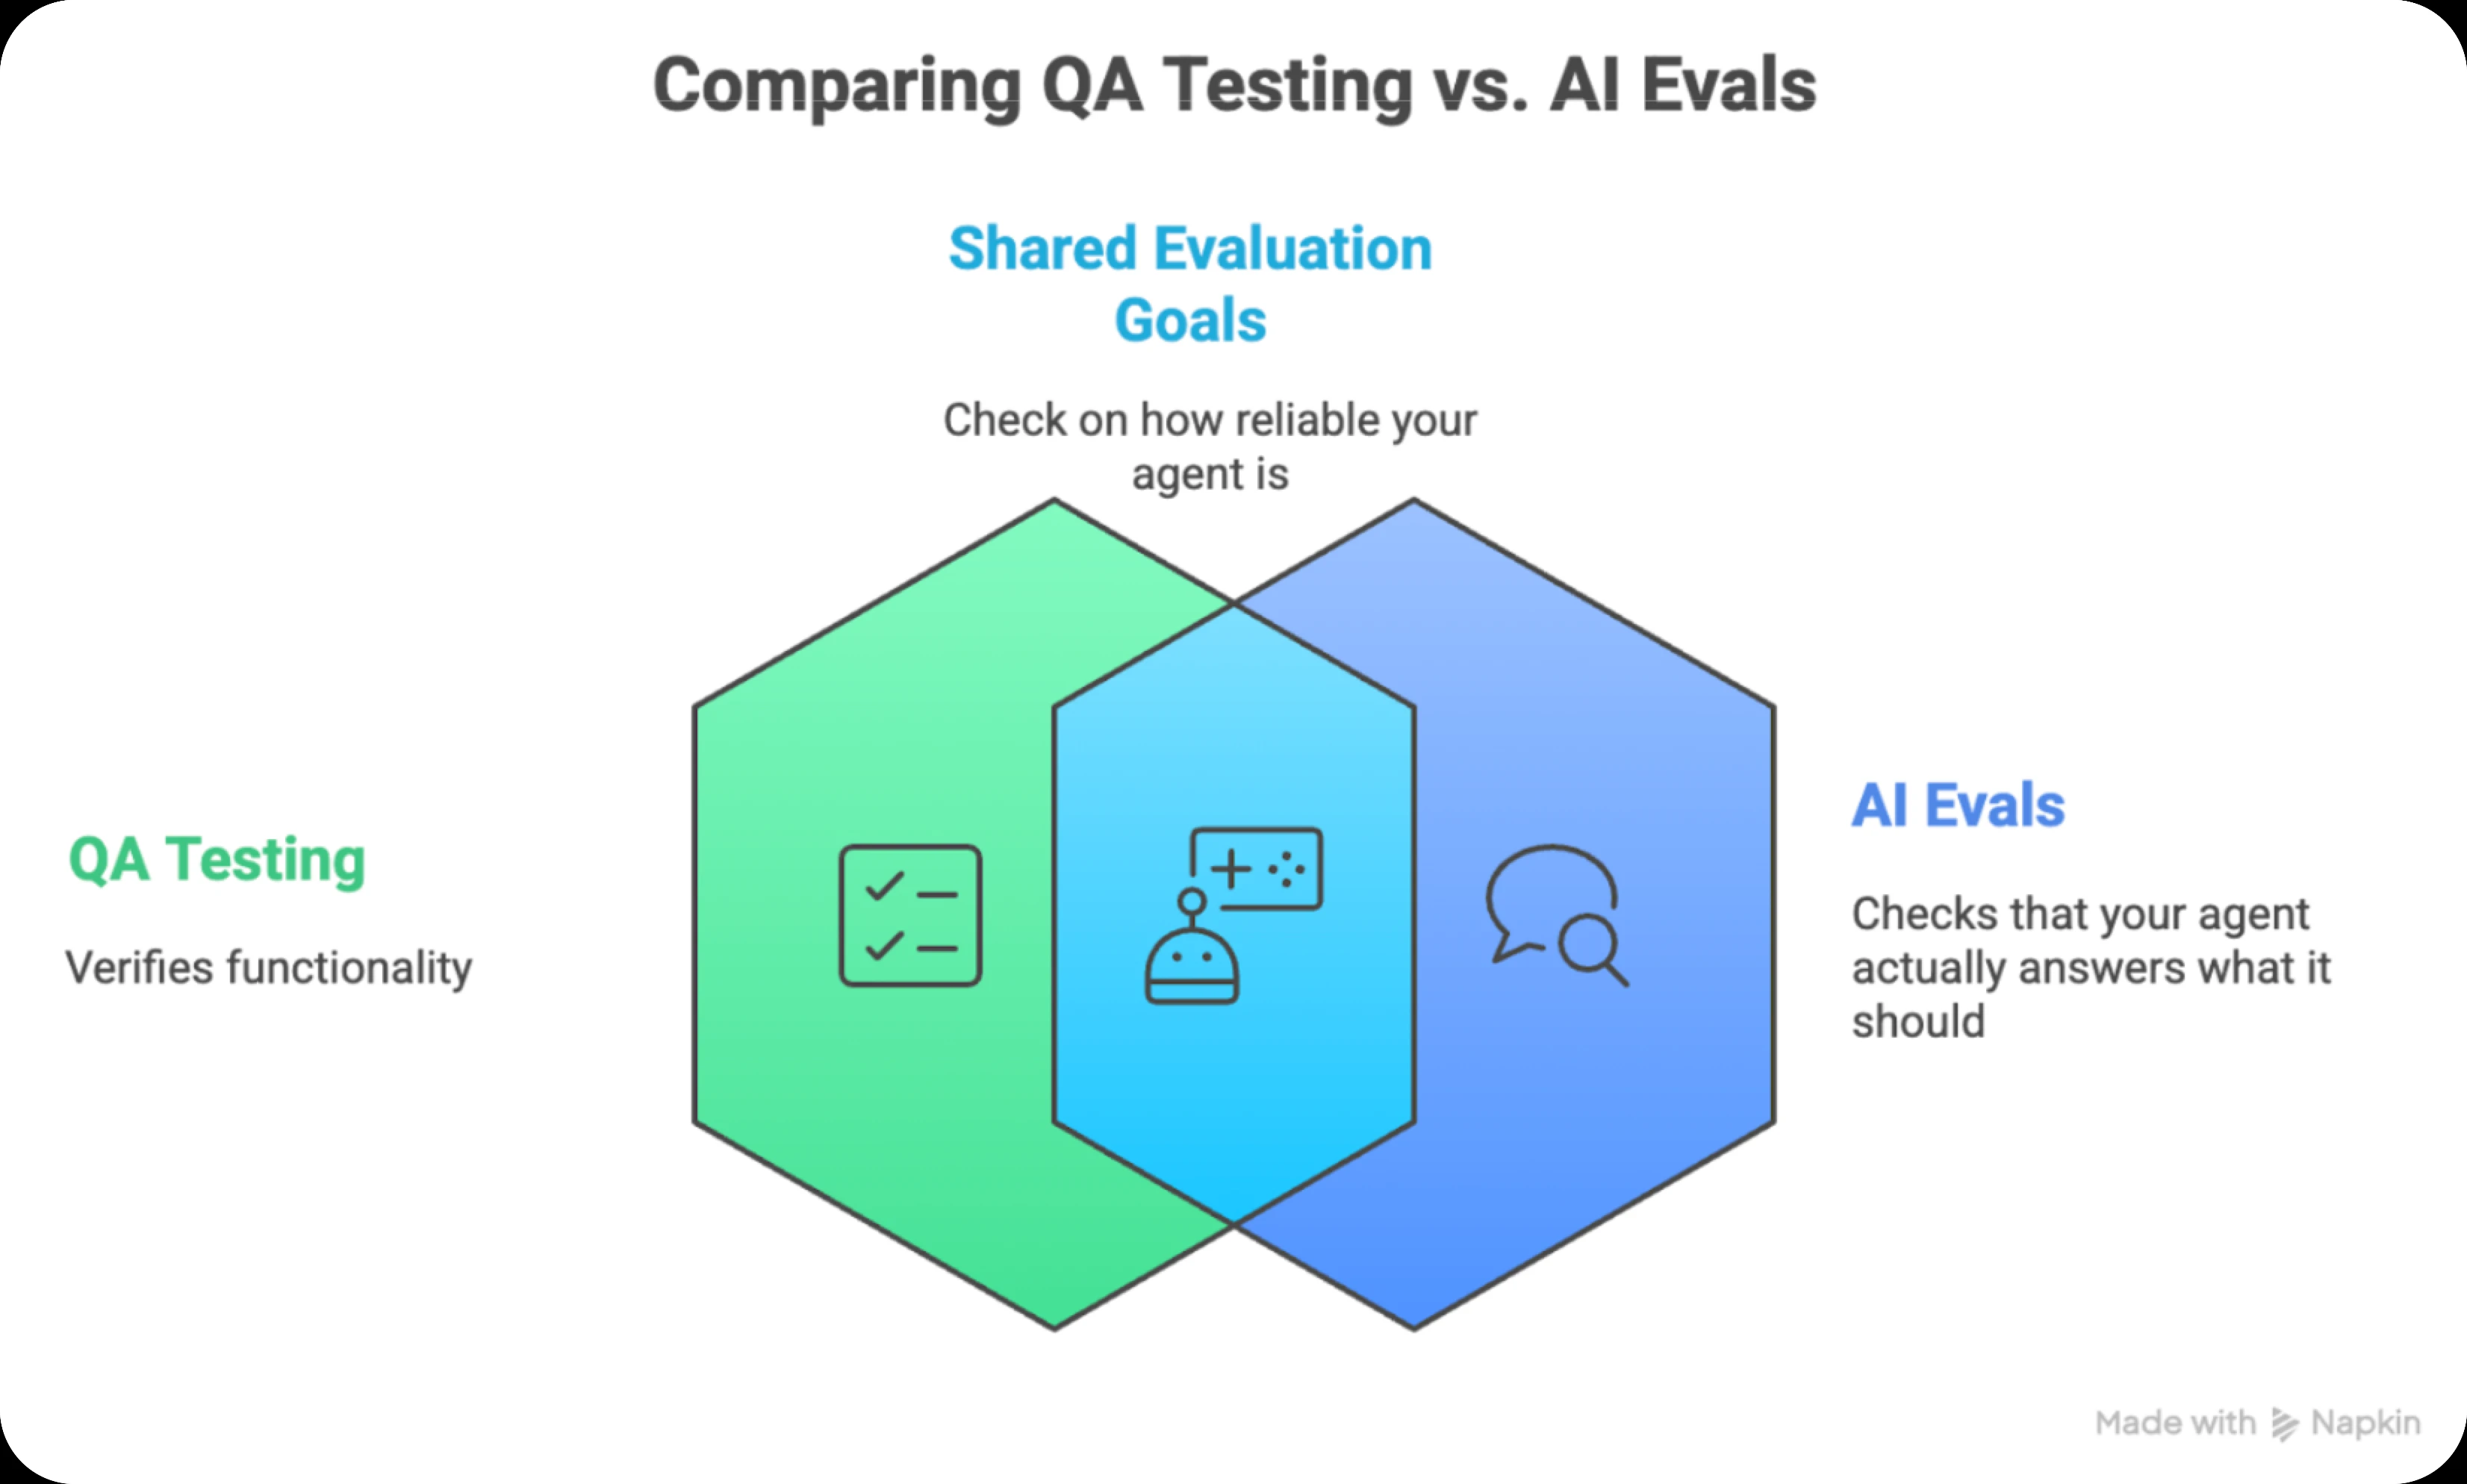 Comparing QA Testing vs. AI Evals
Shared Evaluation
Goals
Check on how reliable your
agent is
QA Testing
Verifies functionality
AI Evals
Checks that your agent
actually answers what it
should
Made with Napkin